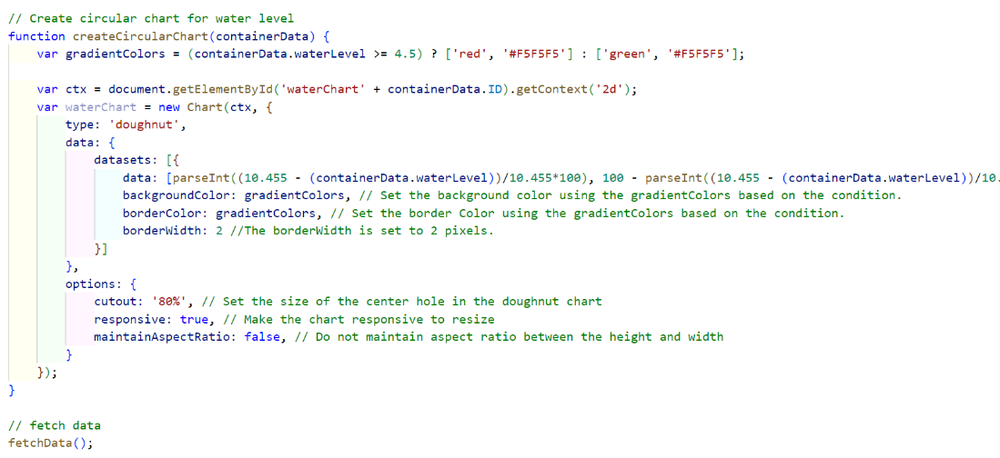 // Create circular chart for water level
function createCircularChart(containerData) {
    var gradientColors = (containerData.waterLevel >= 4.5) ? ['red', '#F5F5F5'] : ['green', '#F5F5F5'];

    var ctx = document.getElementById('waterChart' + containerData.ID).getContext('2d');
    var waterChart = new Chart(ctx, {
        type: 'doughnut',
        data: {
            datasets: [{
                data: [parseInt((10.455 - (containerData.waterLevel))/10.455*100), 100 - parseInt((10.455 - (containerData.waterLevel))/10.
                backgroundColor: gradientColors, // Set the background color using the gradientColors based on the condition.
                borderColor: gradientColors, // Set the border Color using the gradientColors based on the condition.
                borderWidth: 2 //The borderWidth is set to 2 pixels.
            }]
        },
        options: {
            cutout: '80%', // Set the size of the center hole in the doughnut chart
            responsive: true, // Make the chart responsive to resize
            maintainAspectRatio: false, // Do not maintain aspect ratio between the height and width
        }
    });
}

// fetch data
fetchData();